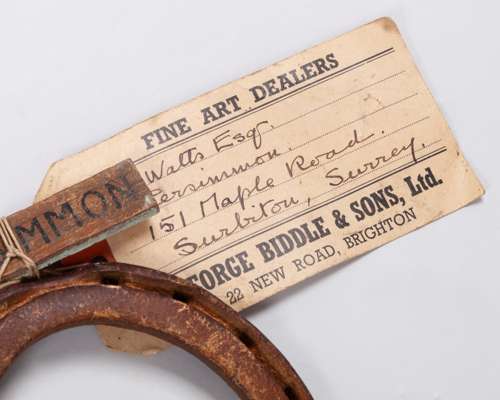 FINE ART DEALERS
Watts Esq.
Persimmon.
151 Maple Road.
Surbiton, Surrey.
GEORGE BIDDLE & SONS, Ltd.
22 NEW ROAD, BRIGHTON
MMON